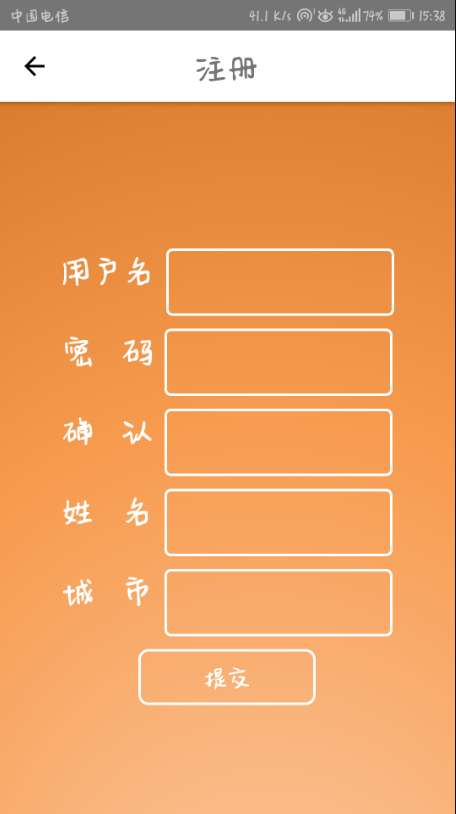 中国电信 41.1 K/s 4G 74% 15:38
注册
用户名
密 码
确 认
姓 名
城 市
提交